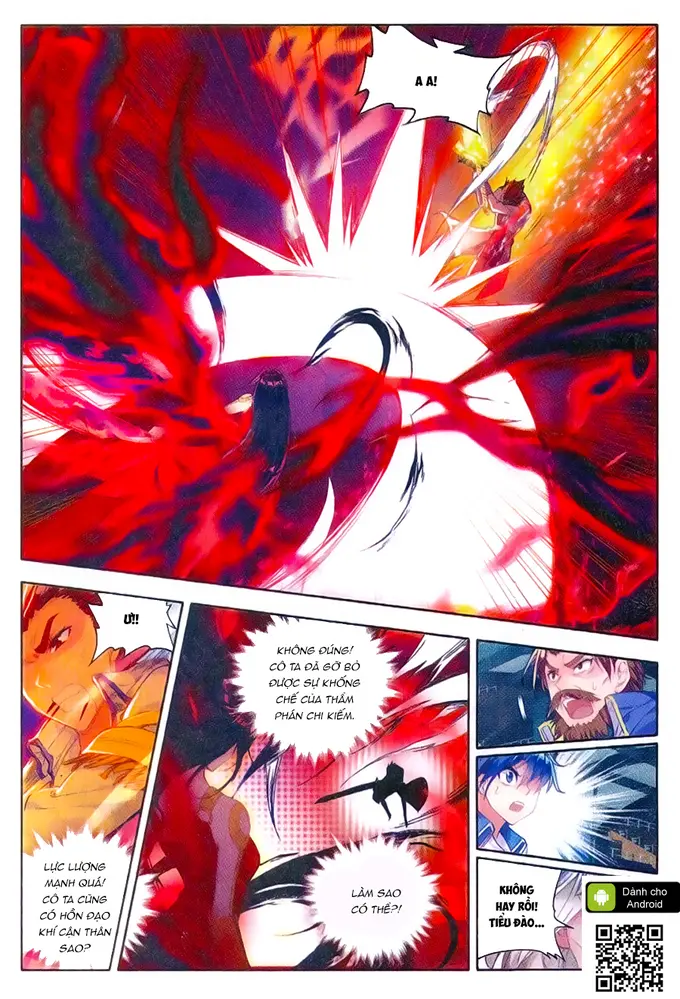 A A!
Ư!!
KHÔNG ĐÚNG!
CÔ TA ĐÃ GỠ BỎ
ĐƯỢC SỰ KHỐNG
CHẾ CỦA THẨM
PHÁN CHI KIẾM.
LỰC LƯỢNG
MẠNH QUÁ!
CÔ TA CŨNG
CÓ HỒN ĐẠO
KHÍ CẬN THÂN
SAO?
LÀM SAO
CÓ THỂ?!
KHÔNG
HAY RỒI!
TIỂU ĐÀO...
Dành cho
Android